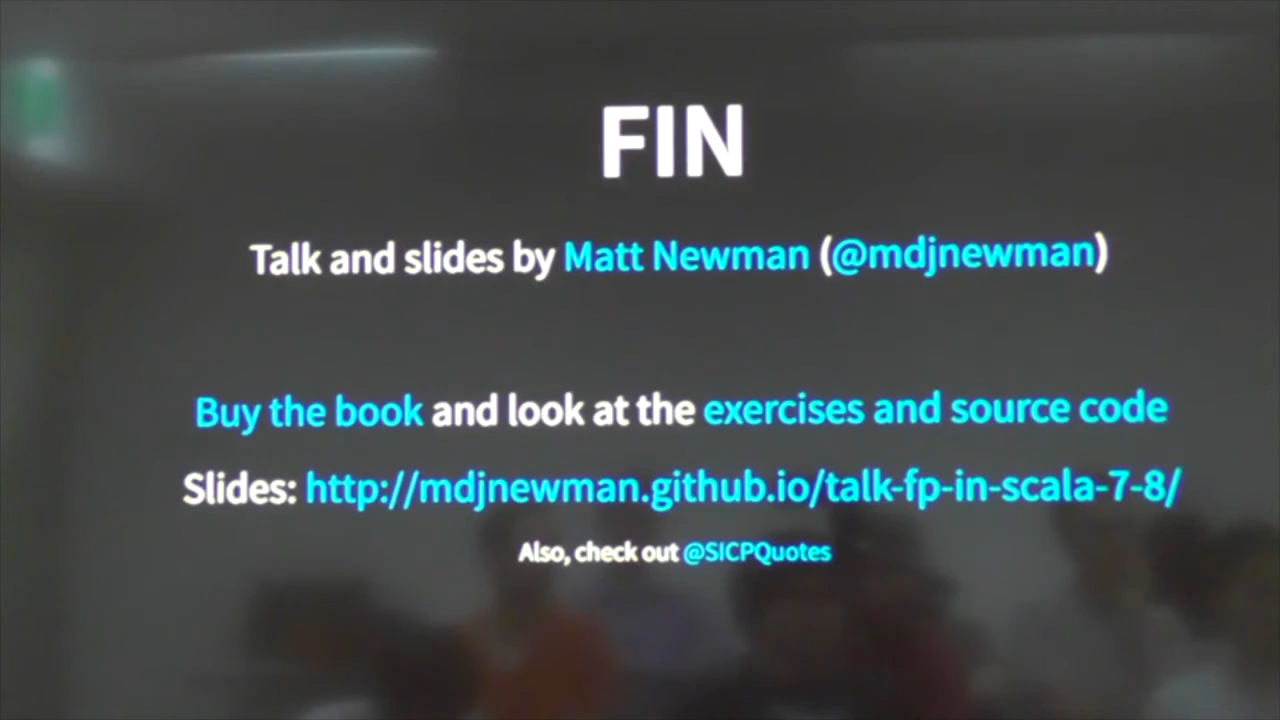 FIN
Talk and slides by Matt Newman (@mdjnewman)
Buy the book and look at the exercises and source code
Slides: http://mdjnewman.github.io/talk-fp-in-scala-7-8/
Also, check out @SICPQuotes